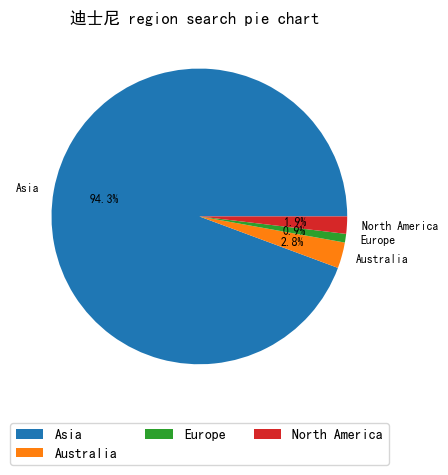 迪士尼 region search pie chart
Asia
94.3%
1.9%
0.9%
2.8%
North America
Europe
Australia
Asia
Europe
North America
Australia